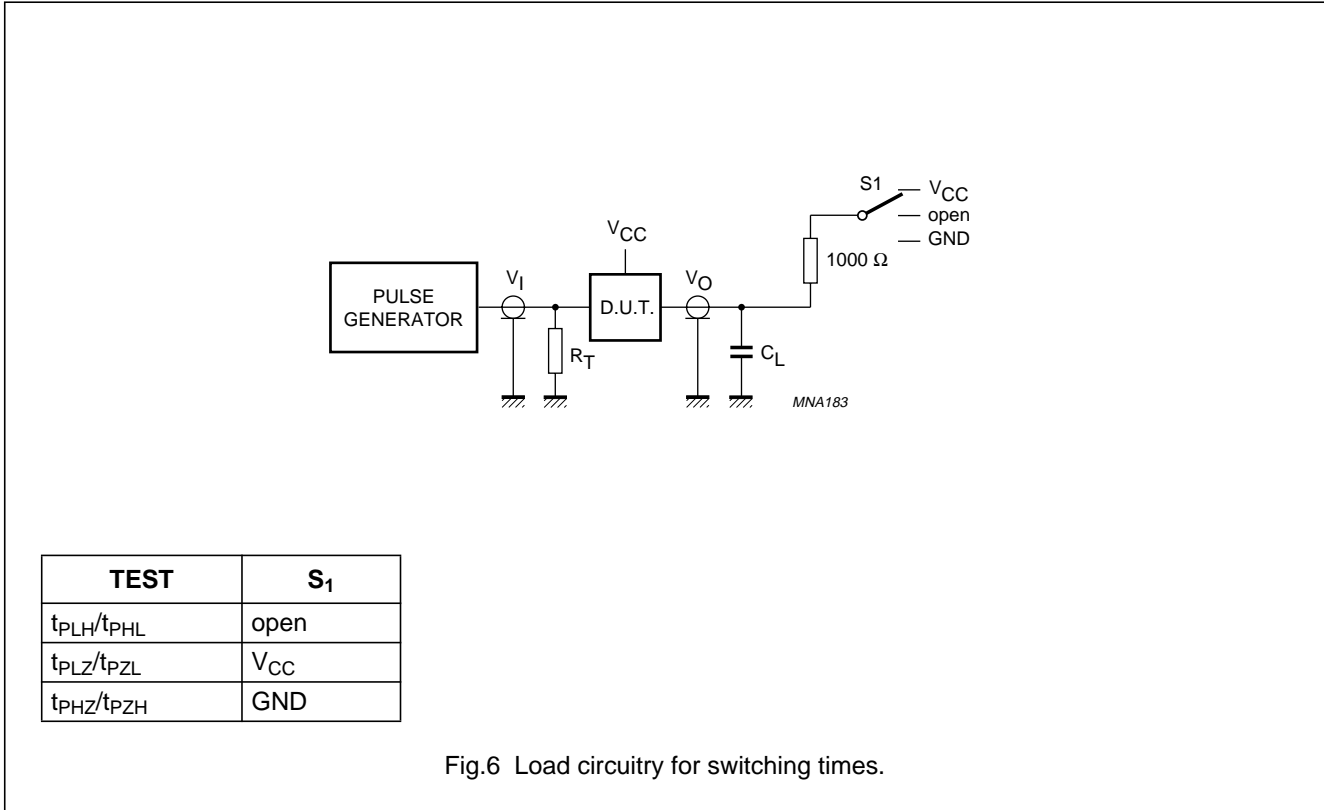 S1
VCC
open
GND
1000 Ω
VCC
PULSE
GENERATOR
VI
RT
D.U.T.
VO
CL
MNA183
TEST S1
tPLH/tPHL open
tPLZ/tPZL VCC
tPHZ/tPZH GND
Fig.6 Load circuitry for switching times.